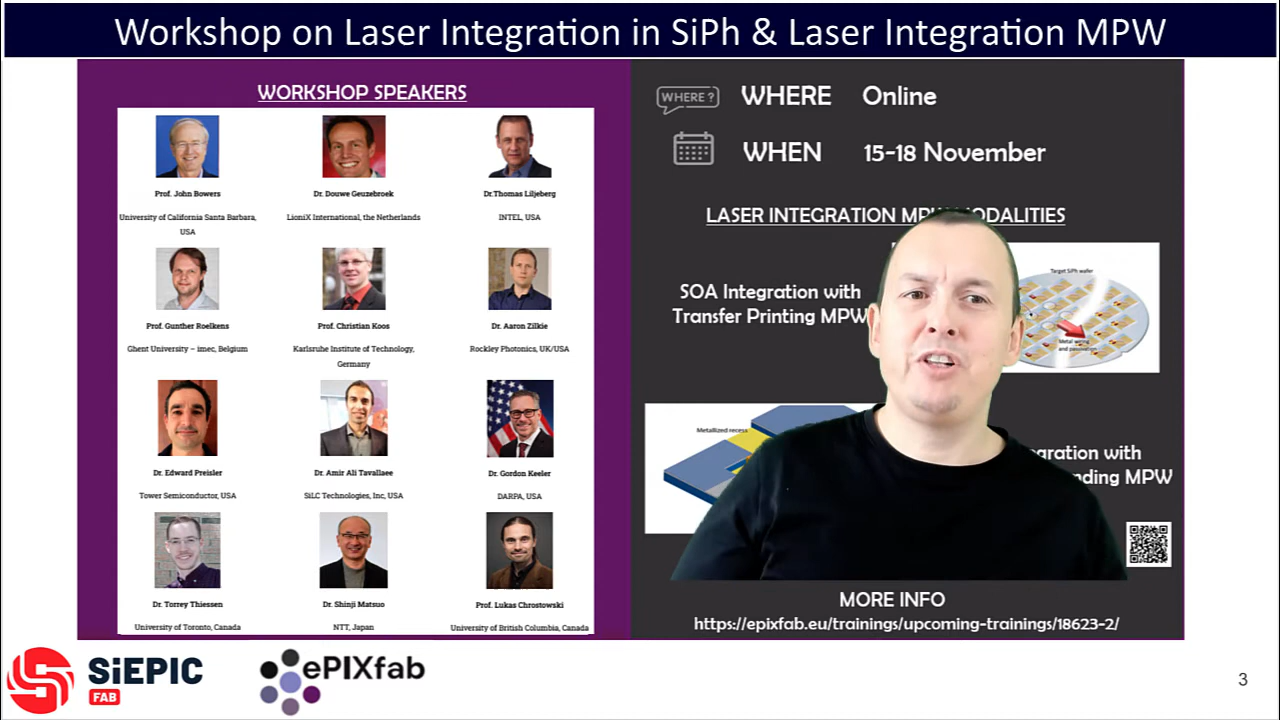 Workshop on Laser Integration in SiPh & Laser Integration MPW
WORKSHOP SPEAKERS
Prof. John Bowers
University of California Santa Barbara,
USA
Dr. Douwe Geuzebroek
LioniX International, the Netherlands
Dr.Thomas Liljeberg
INTEL, USA
Prof. Gunther Roelkens
Ghent University – imec, Belgium
Prof. Christian Koos
Karlsruhe Institute of Technology,
Germany
Dr. Aaron Zilkie
Rockley Photonics, UK/USA
Dr. Edward Preisler
Tower Semiconductor, USA
Dr. Amir Ali Tavallaee
SiLC Technologies, Inc, USA
Dr. Gordon Keeler
DARPA, USA
Dr. Torrey Thiessen
University of Toronto, Canada
Dr. Shinji Matsuo
NTT, Japan
Prof. Lukas Chrostowski
University of British Columbia, Canada
WHERE ?
WHERE Online
WHEN 15-18 November
LASER INTEGRATION MPW MODALITIES
SOA Integration with
Transfer Printing MPW
Target SiPh wafer
Metal wiring
Metallized recess
with
MPW
MORE INFO
https://epixfab.eu/trainings/upcoming-trainings/18623-2/
SiEPIC
FAB
ePIXfab
3